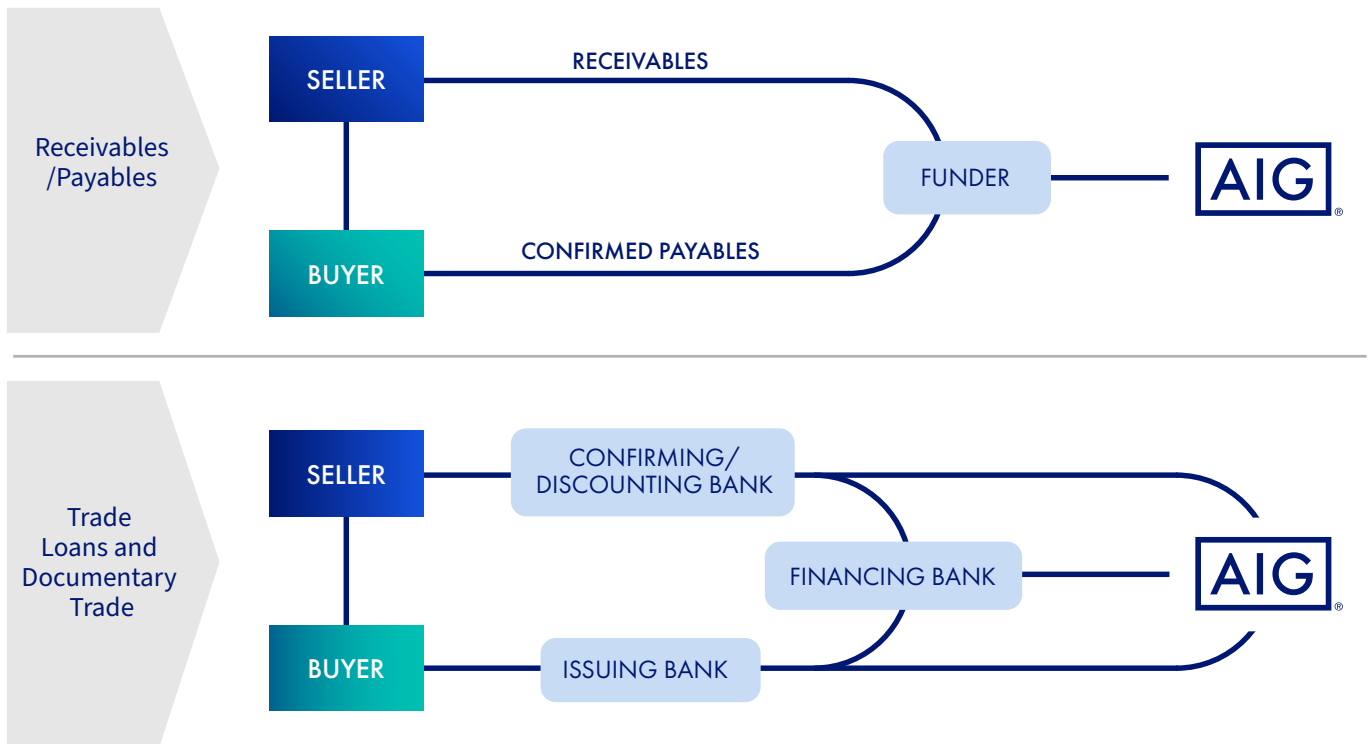 Receivables
/Payables
SELLER
RECEIVABLES
FUNDER
AIG®
BUYER
CONFIRMED PAYABLES
Trade
Loans and
Documentary
Trade
SELLER
CONFIRMING/
DISCOUNTING BANK
FINANCING BANK
AIG®
BUYER
ISSUING BANK